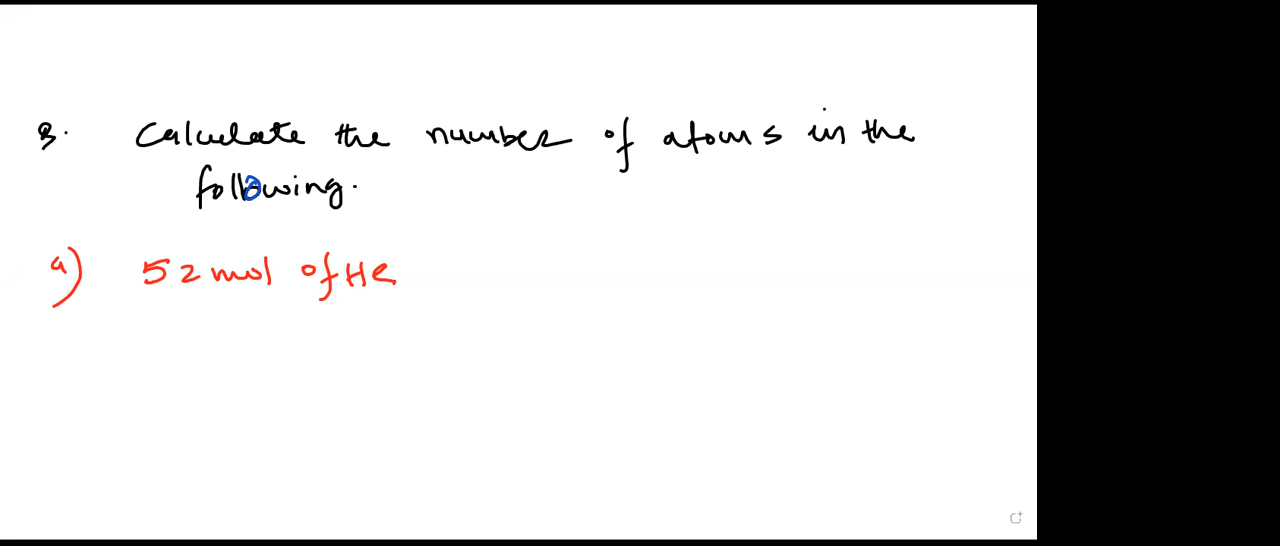 8. Calculate the number of atoms in the
following.
a) 52 mol of He